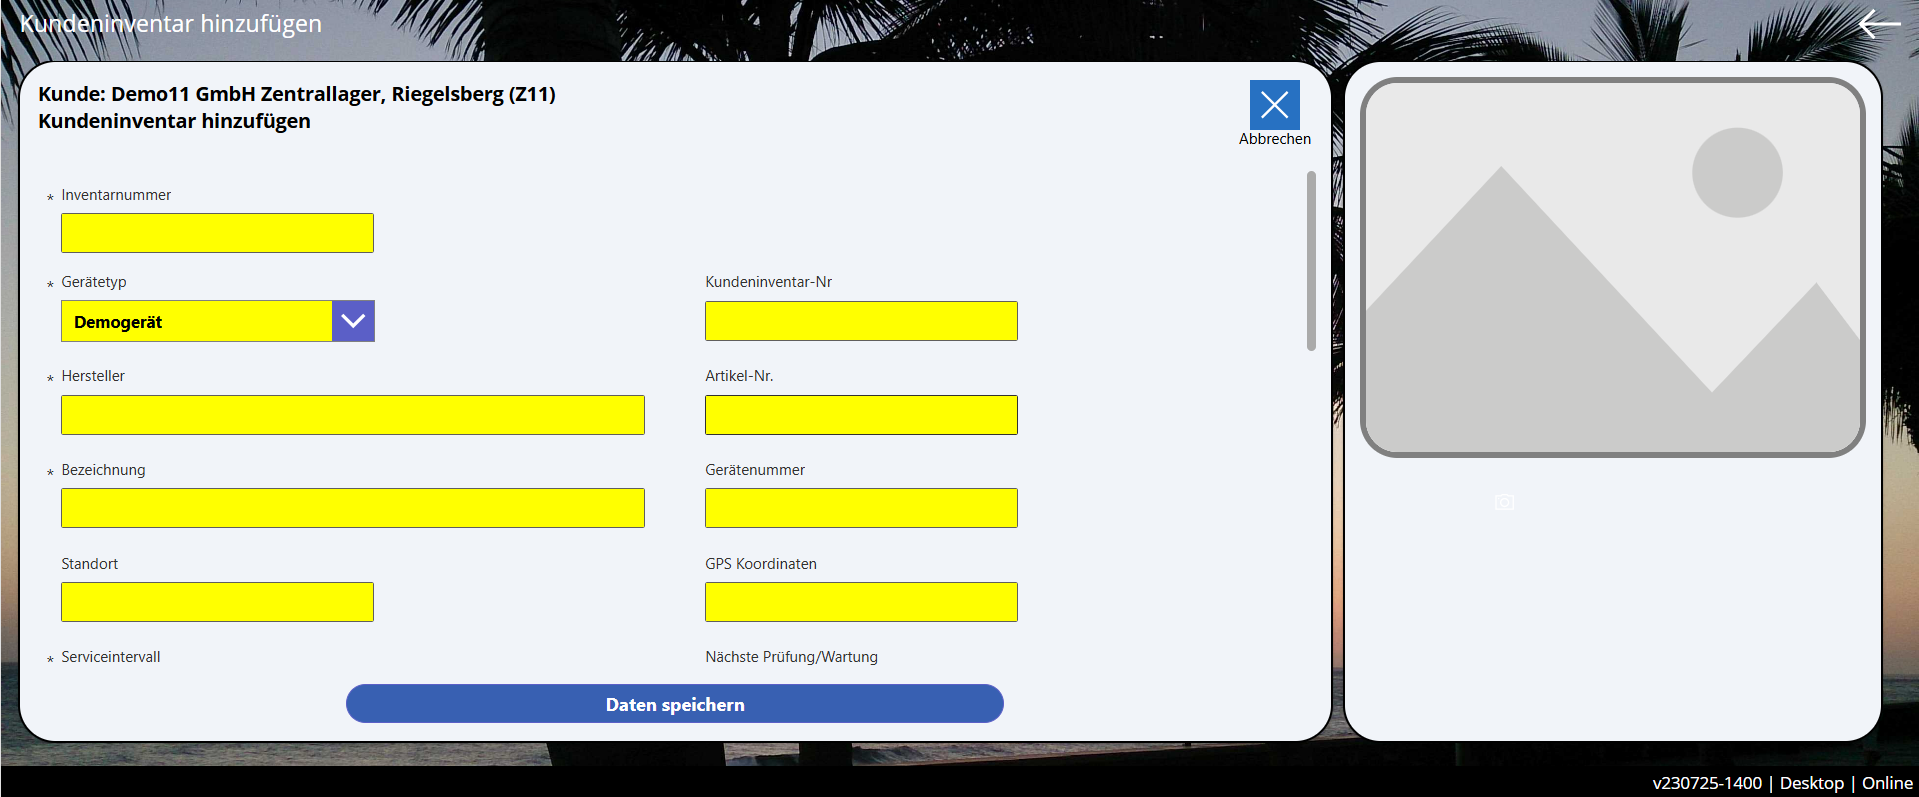 Kundeninventar hinzufügen
Kunde: Demo11 GmbH Zentrallager, Riegelsberg (Z11)
Kundeninventar hinzufügen
Abbrechen
* Inventarnummer
* Gerätetyp
Kundeninventar-Nr
Demogerät
* Hersteller
Artikel-Nr.
* Bezeichnung
Gerätenummer
Standort
GPS Koordinaten
* Serviceintervall
Nächste Prüfung/Wartung
Daten speichern
v230725-1400 | Desktop | Online